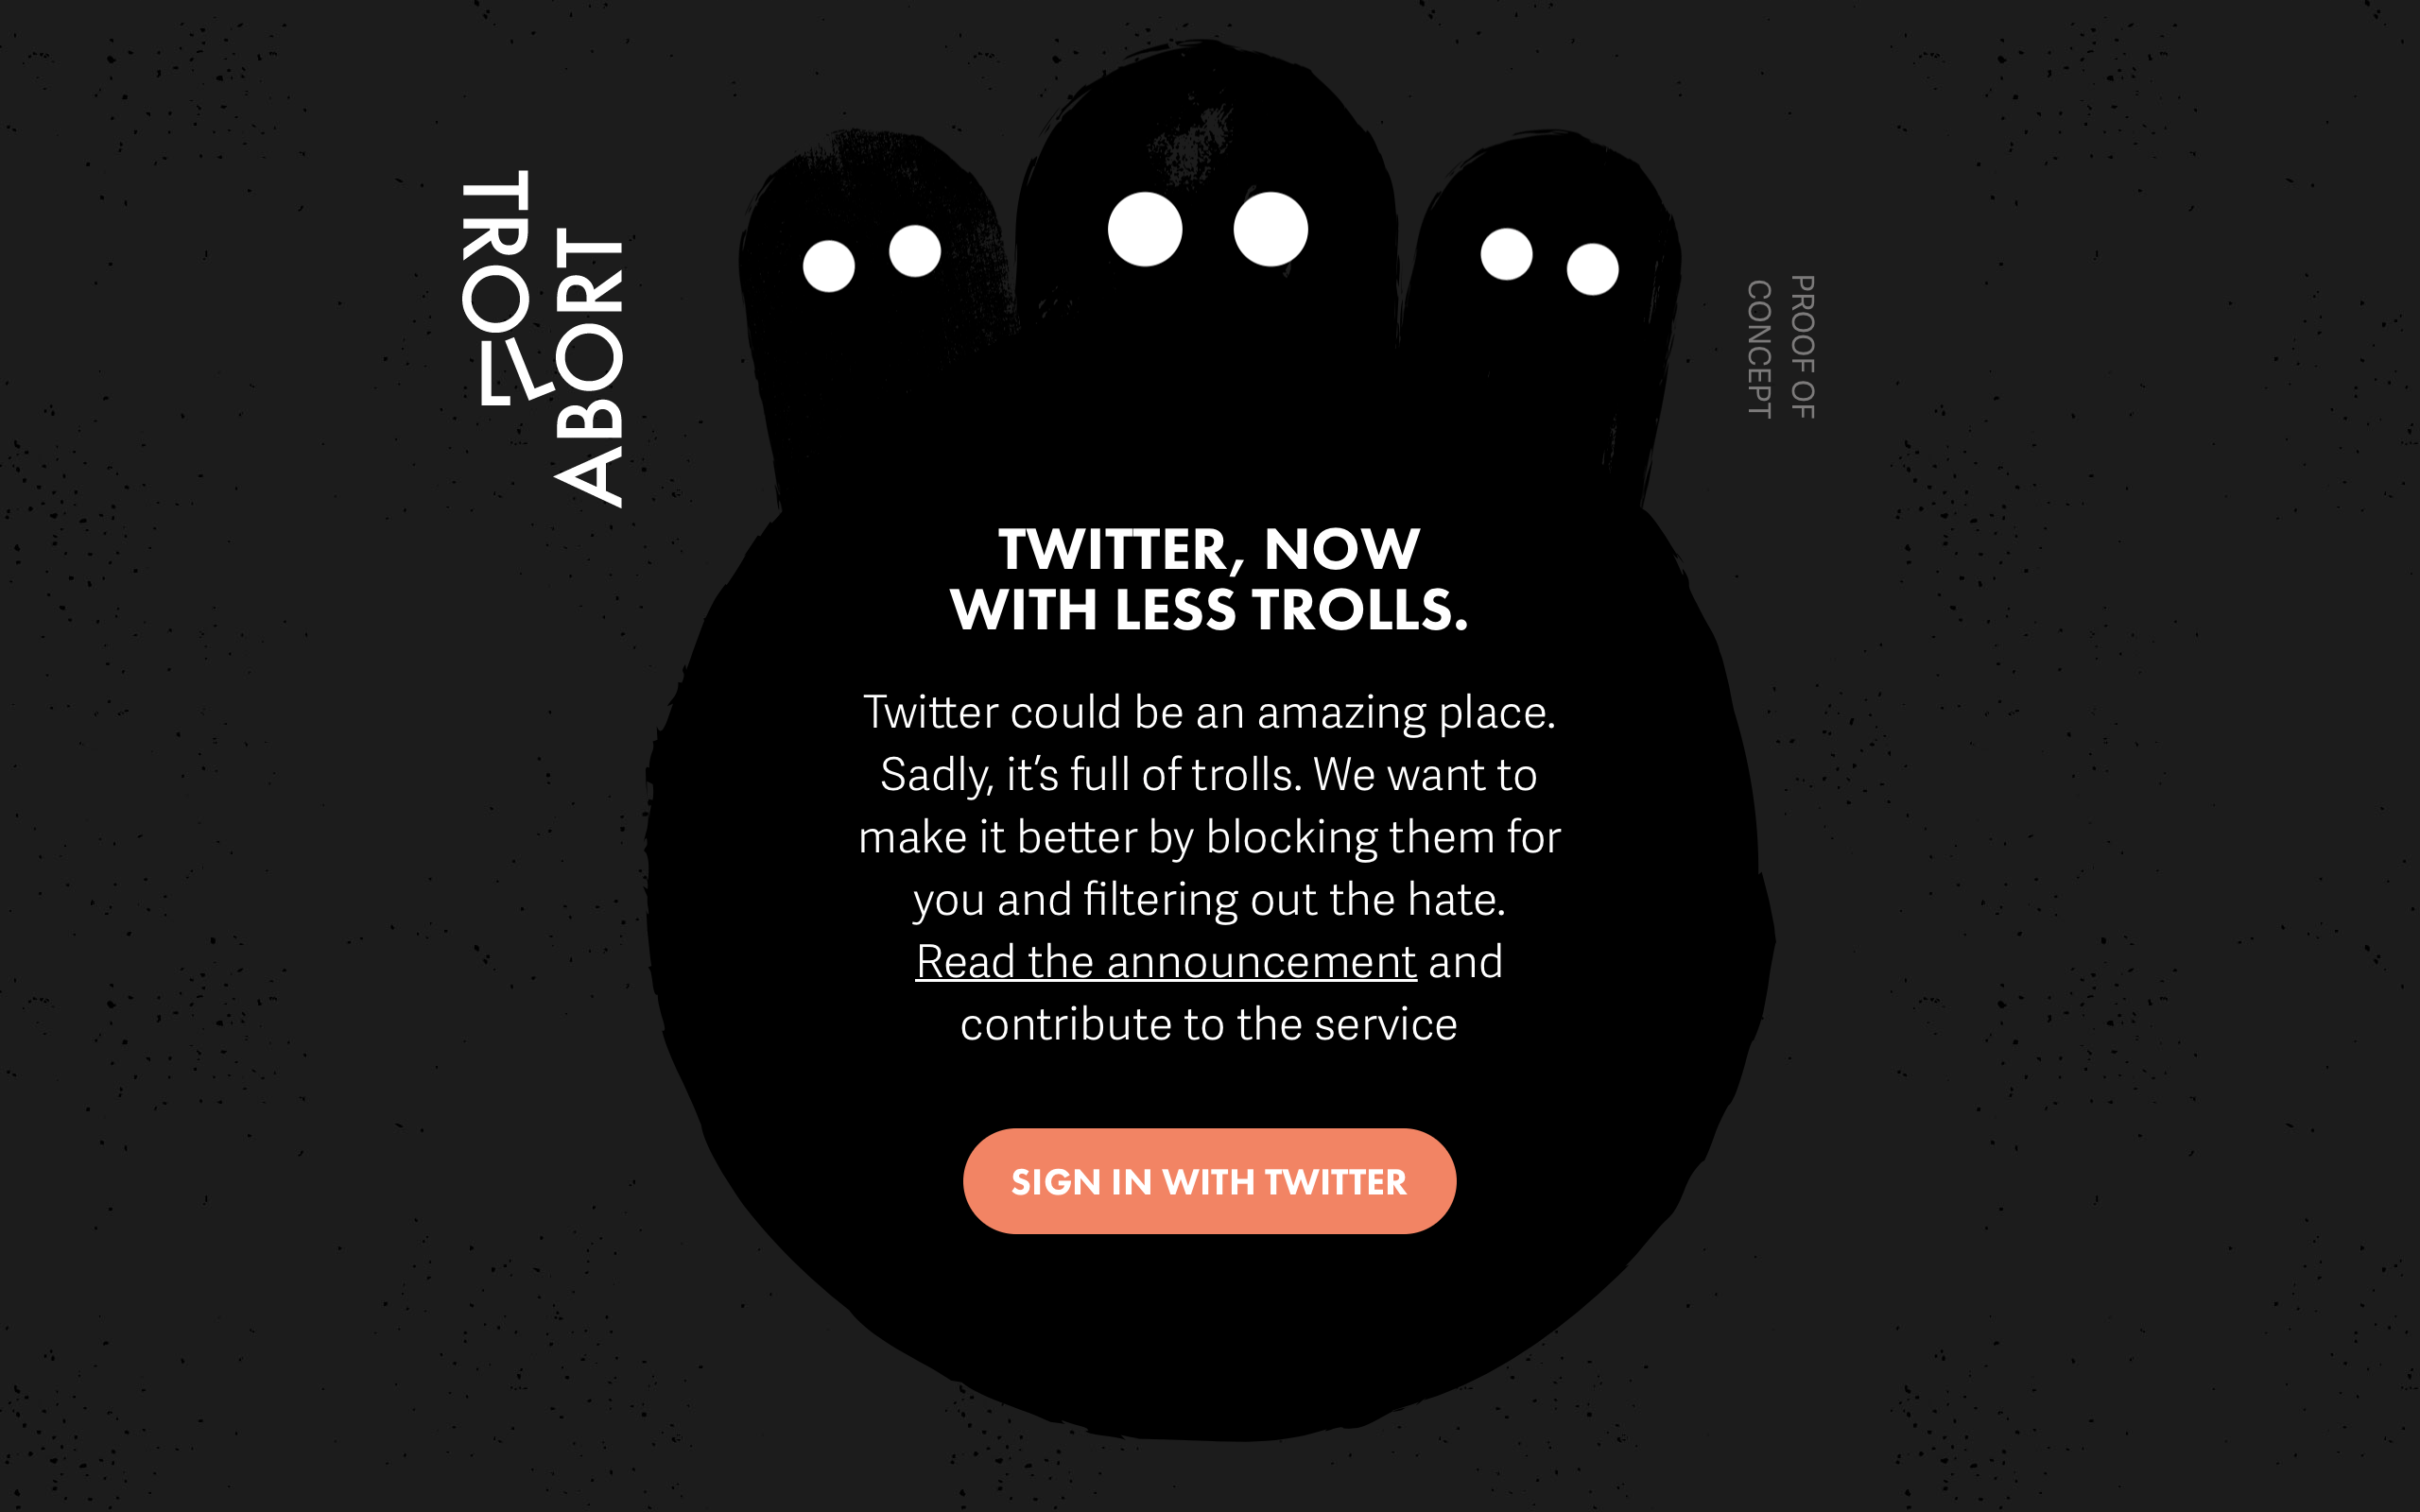 TROLL
ABORT
PROOF OF
CONCEPT
TWITTER, NOW
WITH LESS TROLLS.
Twitter could be an amazing place.
Sadly, it's full of trolls. We want to
make it better by blocking them for
you and filtering out the hate.
Read the announcement and
contribute to the service
SIGN IN WITH TWITTER